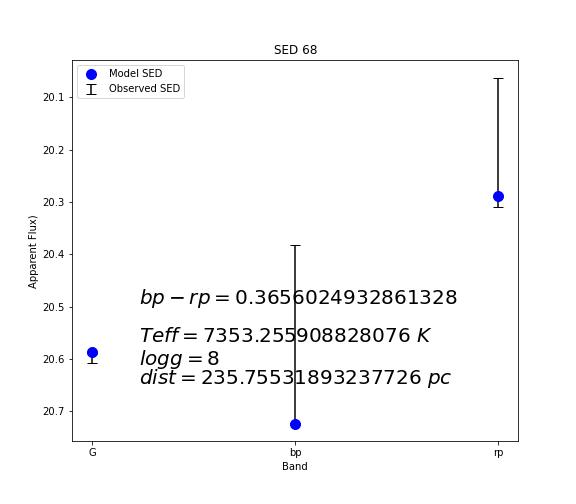 SED 68
Model SED
Observed SED
20.1
20.2
20.3
20.4
20.5
20.6
20.7
Apparent Flux)
bp − rp = 0.3656024932861328
Teff = 7353.255908828076 K
logg = 8
dist = 235.75531893237726 pc
G bp rp
Band